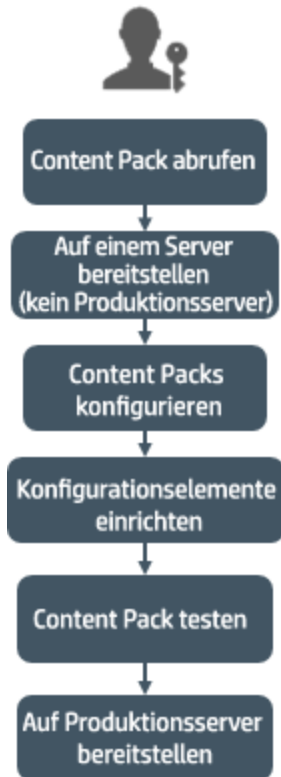 Content Pack abrufen
Auf einem Server
bereitstellen
(kein Produktionsserver)
Content Packs
konfigurieren
Konfigurationselemente
einrichten
Content Pack testen
Auf Produktionsserver
bereitstellen